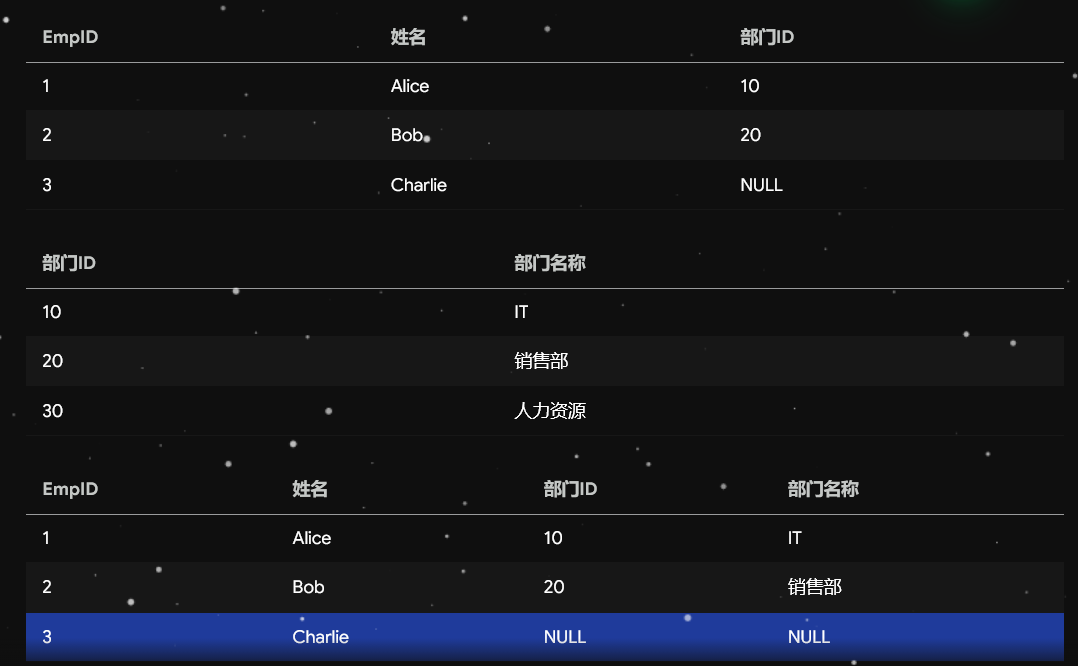 EmpID 姓名 部门ID
1 Alice 10
2 Bob 20
3 Charlie NULL
部门ID 部门名称
10 IT
20 销售部
30 人力资源
EmpID 姓名 部门ID 部门名称
1 Alice 10 IT
2 Bob 20 销售部
3 Charlie NULL NULL